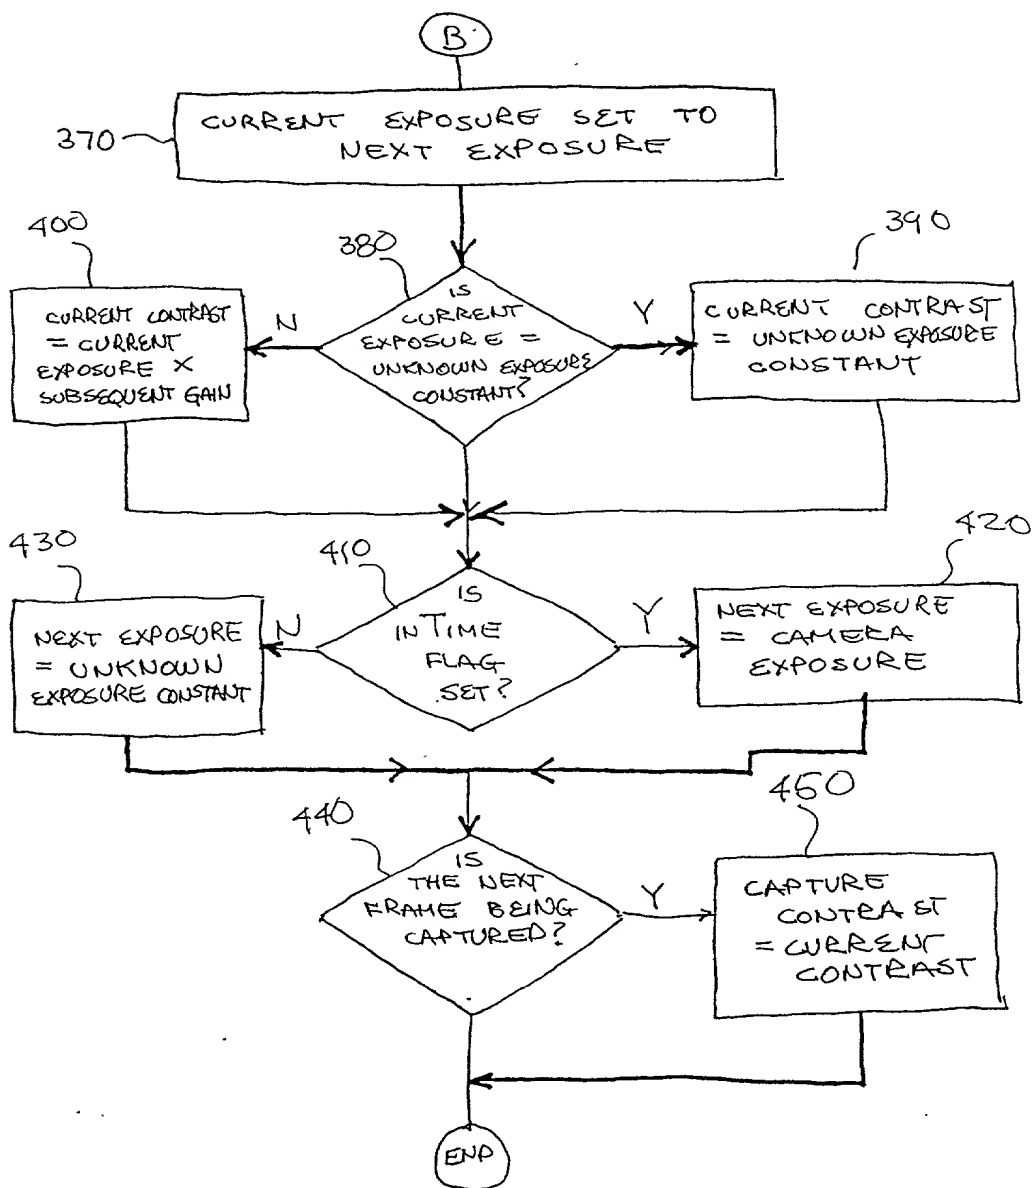 B
370
CURRENT EXPOSURE SET TO
NEXT EXPOSURE
400
380
390
CURRENT CONTRAST
= CURRENT
EXPOSURE X
SUBSEQUENT GAIN
N
IS
CURRENT
EXPOSURE =
UNKNOWN EXPOSURE
CONSTANT?
Y
CURRENT CONTRAST
= UNKNOWN EXPOSURE
CONSTANT
430
410
420
NEXT EXPOSURE
= UNKNOWN
EXPOSURE CONSTANT
N
IS
IN TIME
FLAG
SET?
Y
NEXT EXPOSURE
= CAMERA
EXPOSURE
440
450
IS
THE NEXT
FRAME BEING
CAPTURED?
Y
CAPTURE
CONTRAST
= CURRENT
CONTRAST
END